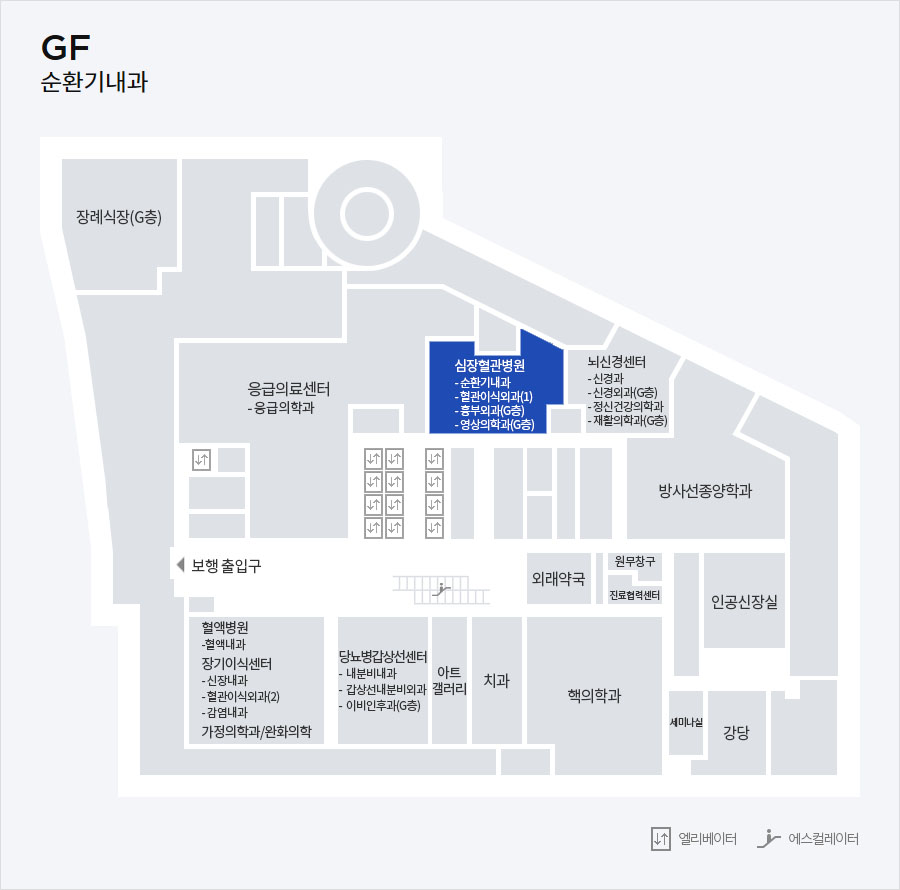 GF
순환기내과
장례식장(G층)
응급의료센터
- 응급의학과
심장혈관병원
- 순환기내과
- 혈관이식외과(1)
- 흉부외과(G층)
- 영상의학과(G층)
뇌신경센터
- 신경과
- 신경외과(G층)
- 정신건강의학과
- 재활의학과(G층)
방사선종양학과
보행 출입구
외래약국
원무창구
진료협력센터
인공신장실
혈액병원
-혈액내과
장기이식센터
- 신장내과
- 혈관이식외과(2)
- 감염내과
가정의학과/완화의학
당뇨병갑상선센터
- 내분비내과
- 갑상선내분비외과
- 이비인후과(G층)
아트
갤러리
치과
핵의학과
세미나실
강당
엘리베이터
에스컬레이터